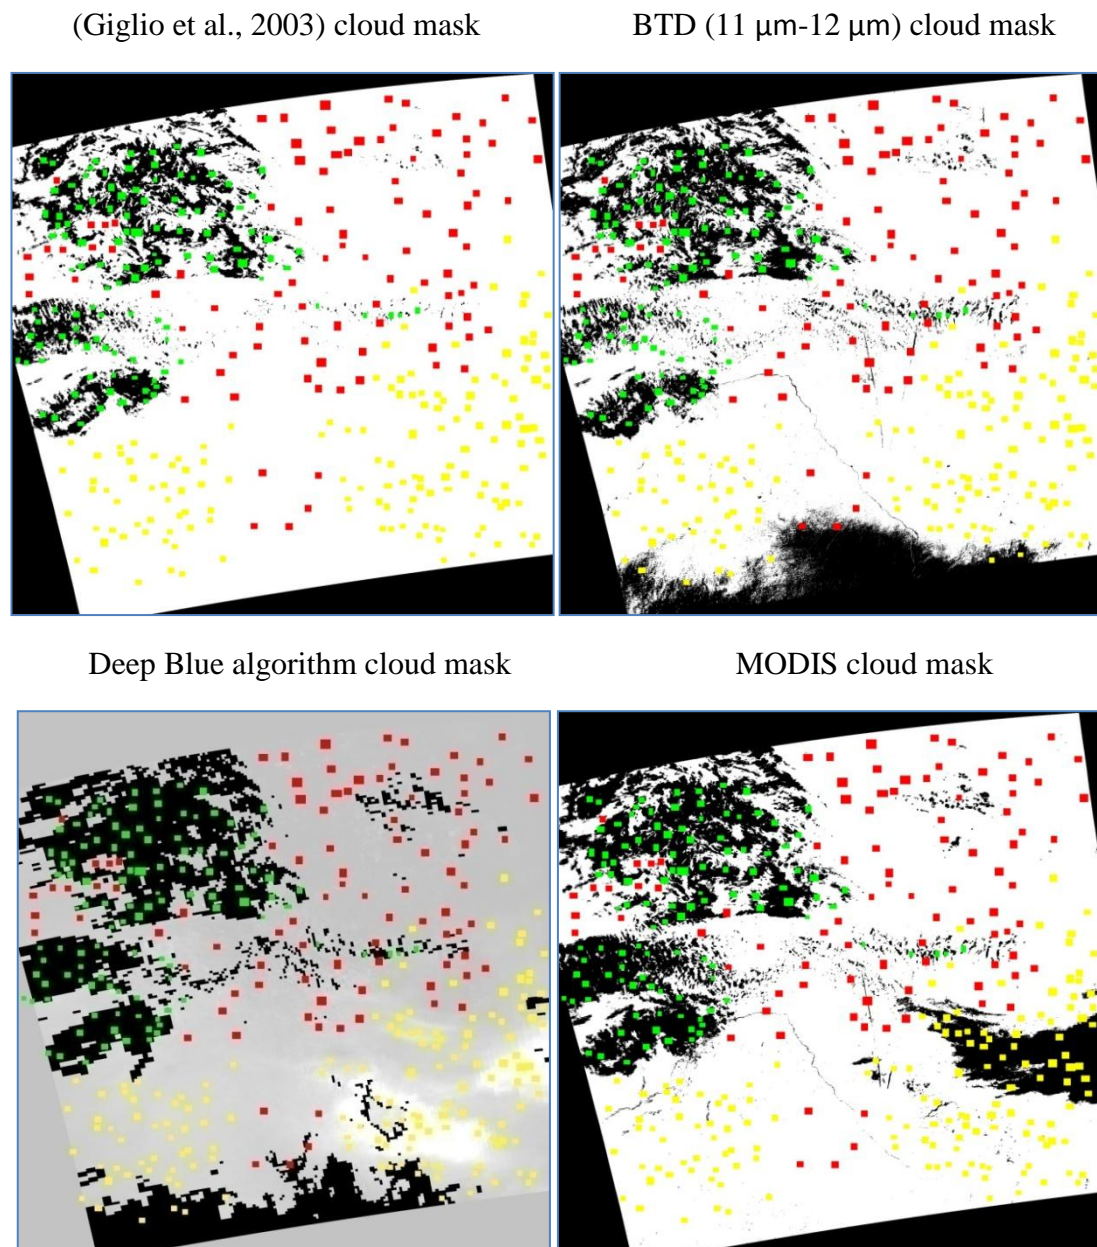 (Giglio et al., 2003) cloud mask
BTD (11 μm-12 μm) cloud mask
Deep Blue algorithm cloud mask
MODIS cloud mask